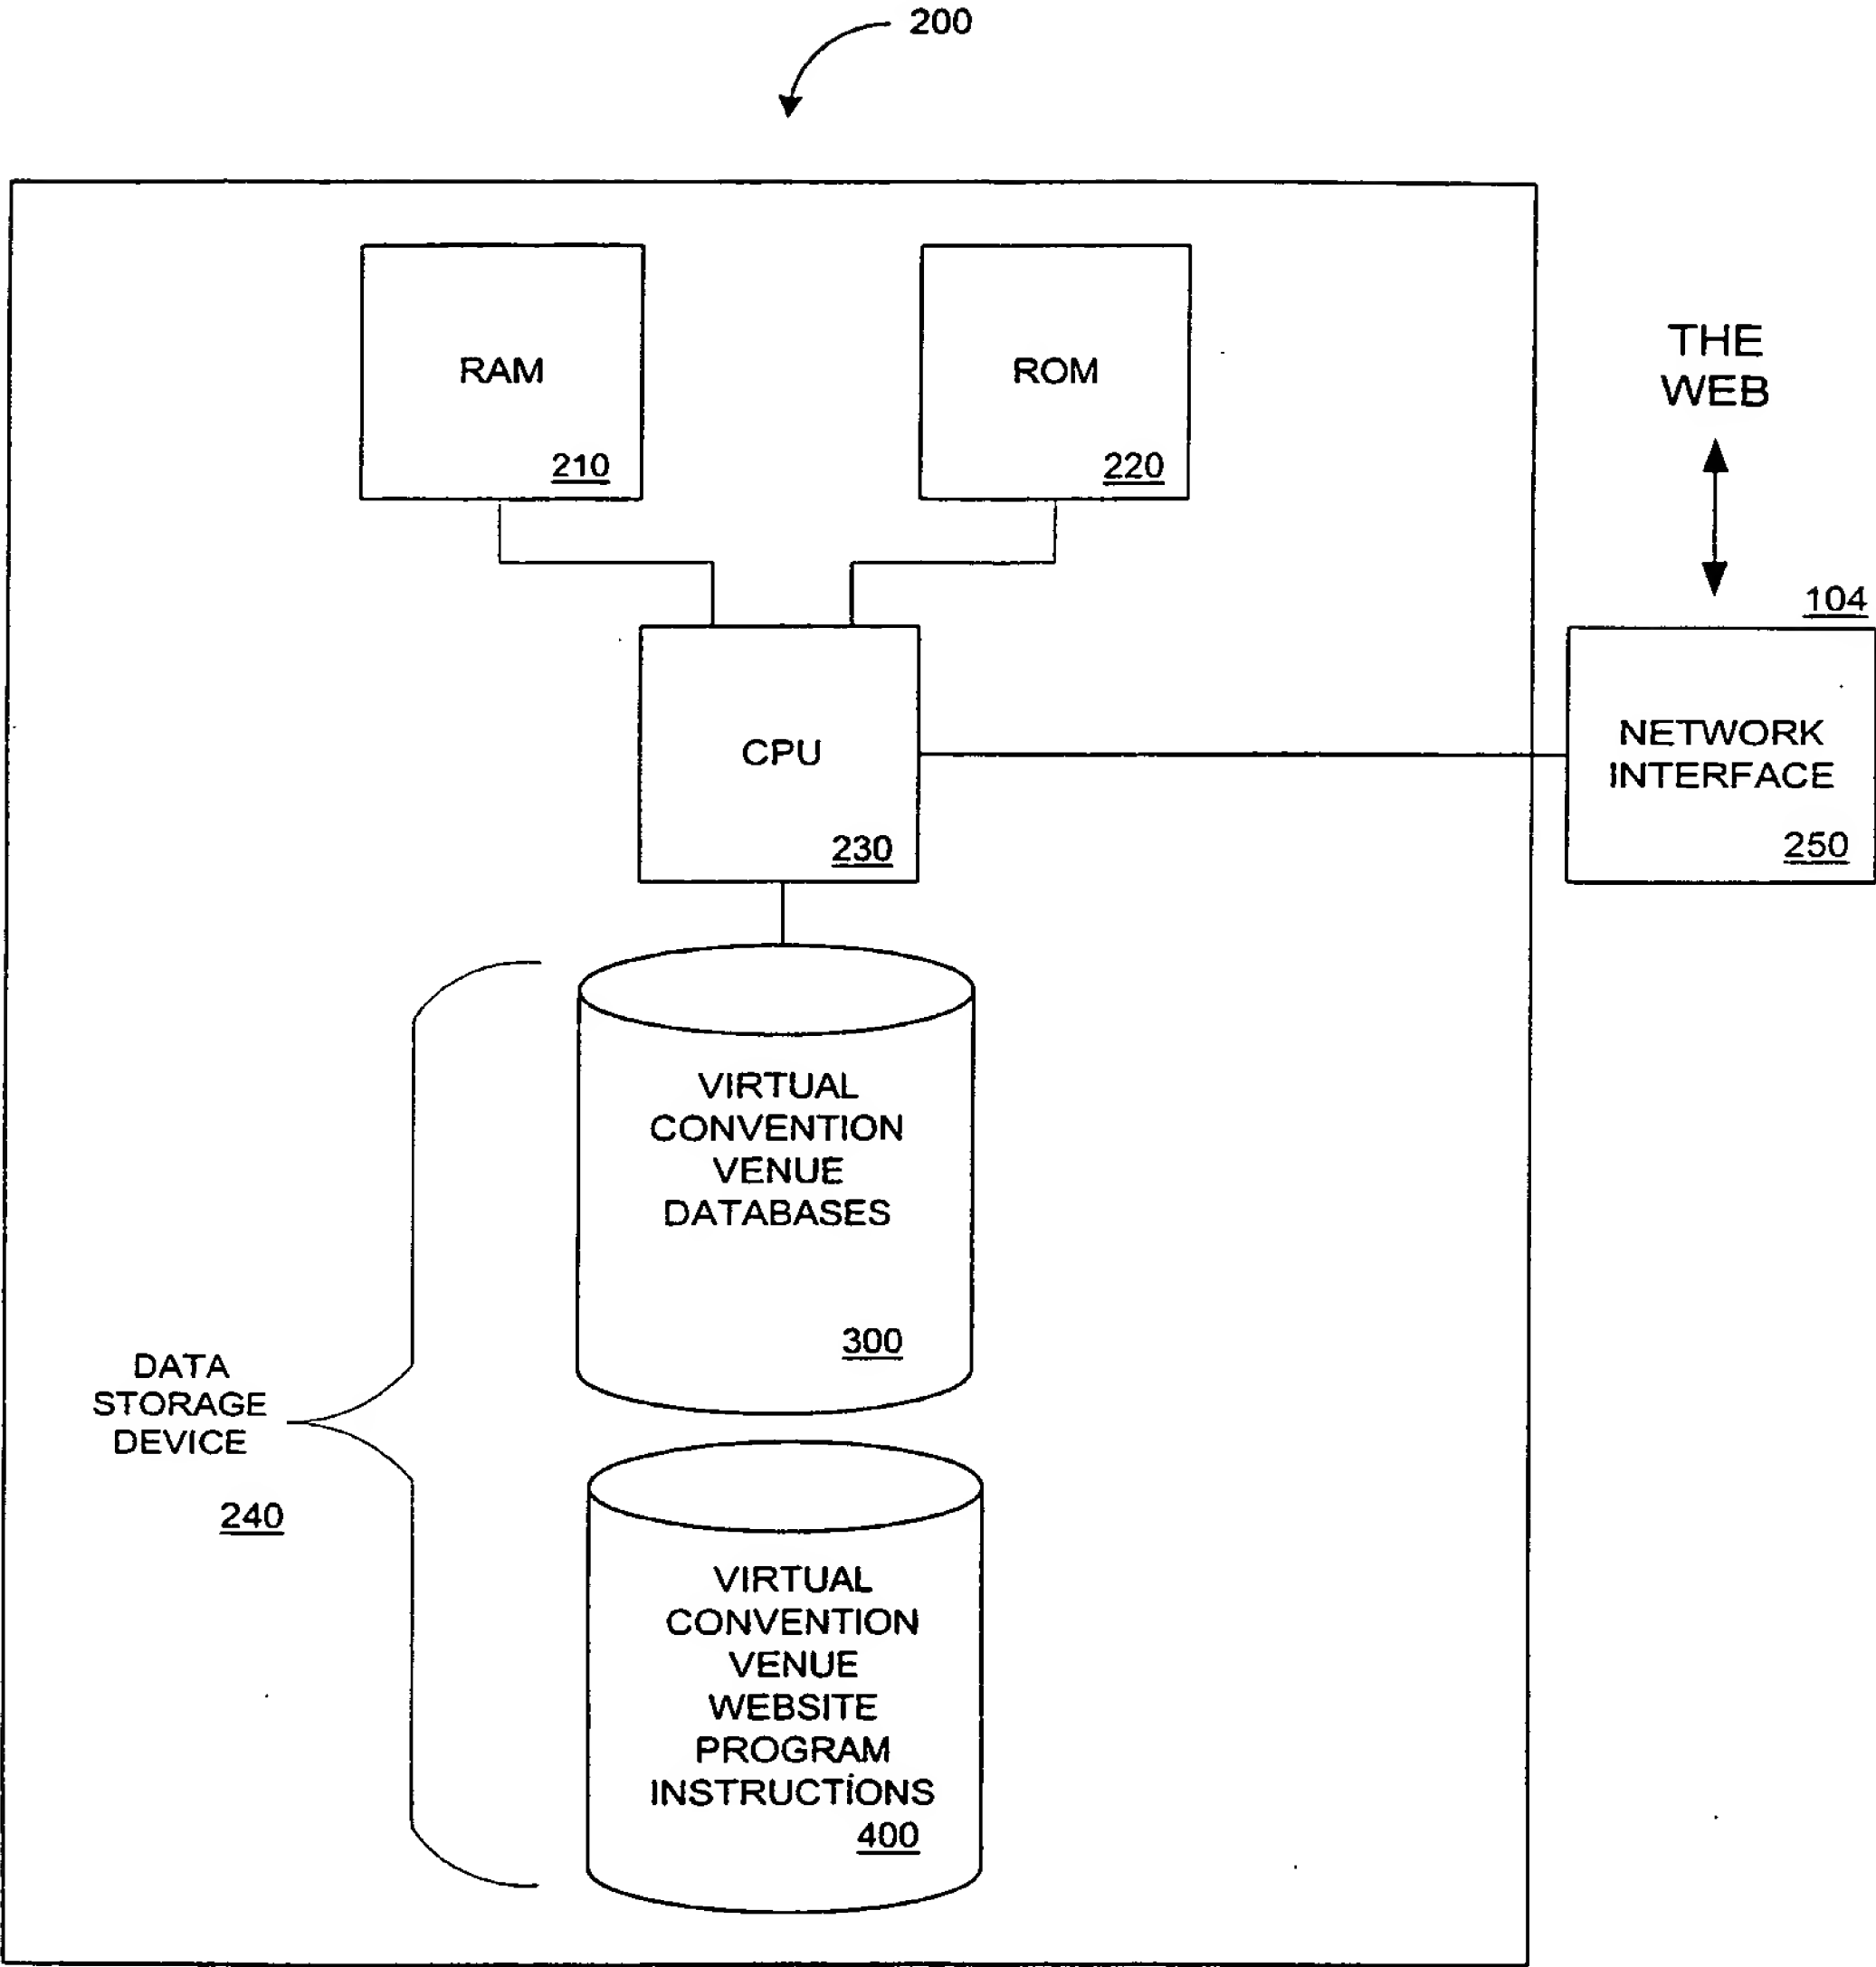 200
RAM
210
ROM
220
THE
WEB
104
CPU
230
NETWORK
INTERFACE
250
VIRTUAL
CONVENTION
VENUE
DATABASES
300
DATA
STORAGE
DEVICE
240
VIRTUAL
CONVENTION
VENUE
WEBSITE
PROGRAM
INSTRUCTIONS
400